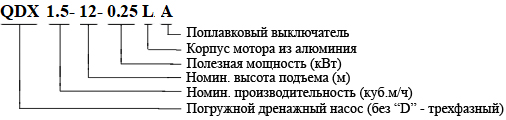 QDX 1.5- 12- 0.25 L A
Поплавковый выключатель
Корпус мотора из алюминия
Полезная мощность (кВт)
Номин. высота подъема (м)
Номин. производительность (куб.м/ч)
Погружной дренажный насос (без “D” - трехфазный)